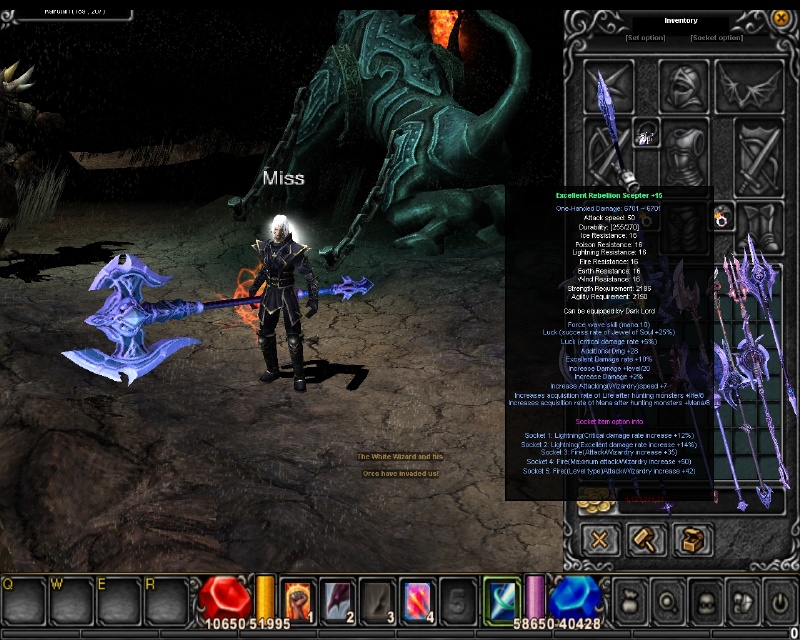 Inventory
[Set option] [Socket option]
Miss
Excellent Rebellion Scepter +15
One-Handed Damage: 6701 ~ 6701
Attack speed: 50
Durability: [255/270]
Ice Resistance: 16
Poison Resistance: 16
Lightning Resistance: 16
Fire Resistance: 16
Earth Resistance: 16
Wind Resistance: 16
Strength Requirement: 2186
Agility Requirement: 2190
Can be equipped by Dark Lord
Force wave skill (mana:10)
Luck (success rate of Jewel of Soul +25%)
Luck (critical damage rate +5%)
Additional Dmg +28
Excellent Damage rate +10%
Increase Damage +level/20
Increase Damage +2%
Increase Attacking(Wizardry)speed +7
Increases acquisition rate of Life after hunting monsters +life/8
Increases acquisition rate of Mana after hunting monsters +Mana/8
Socket item option info
Socket 1: Lightning(Critical damage rate increase +12%)
Socket 2: Lightning(Excellent damage rate increase +14%)
Socket 3: Fire(Attack/Wizardry increase +35)
Socket 4: Fire(Maximum attack/Wizardry increase +50)
Socket 5: Fire((Level type)Attack/Wizardry increase +42)
The White Wizard and his
Orcs have invaded us!
Q W E R
1 2 3 4 5
10650 51995 58650 40428
0